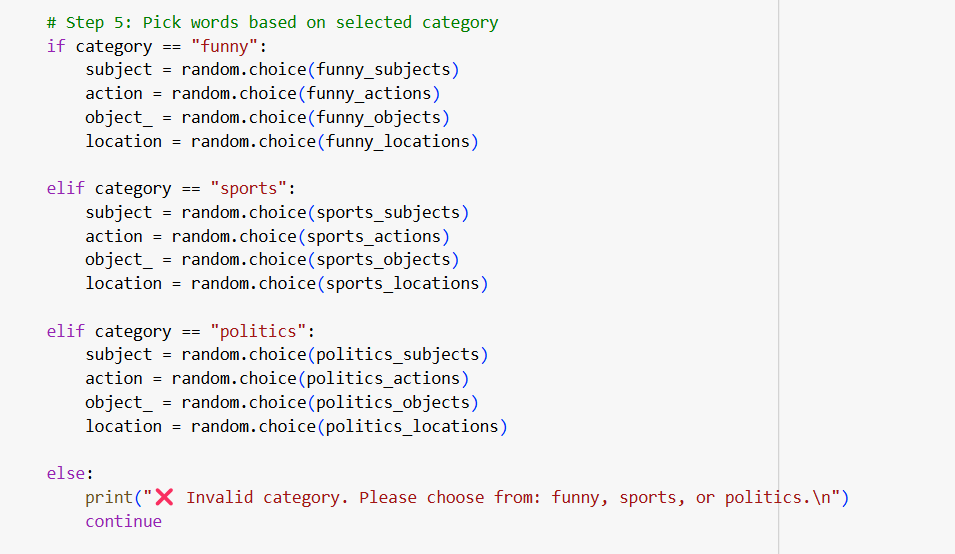 # Step 5: Pick words based on selected category
if category == "funny":
    subject = random.choice(funny_subjects)
    action = random.choice(funny_actions)
    object_ = random.choice(funny_objects)
    location = random.choice(funny_locations)

elif category == "sports":
    subject = random.choice(sports_subjects)
    action = random.choice(sports_actions)
    object_ = random.choice(sports_objects)
    location = random.choice(sports_locations)

elif category == "politics":
    subject = random.choice(politics_subjects)
    action = random.choice(politics_actions)
    object_ = random.choice(politics_objects)
    location = random.choice(politics_locations)

else:
    print("❌ Invalid category. Please choose from: funny, sports, or politics.\n")
    continue